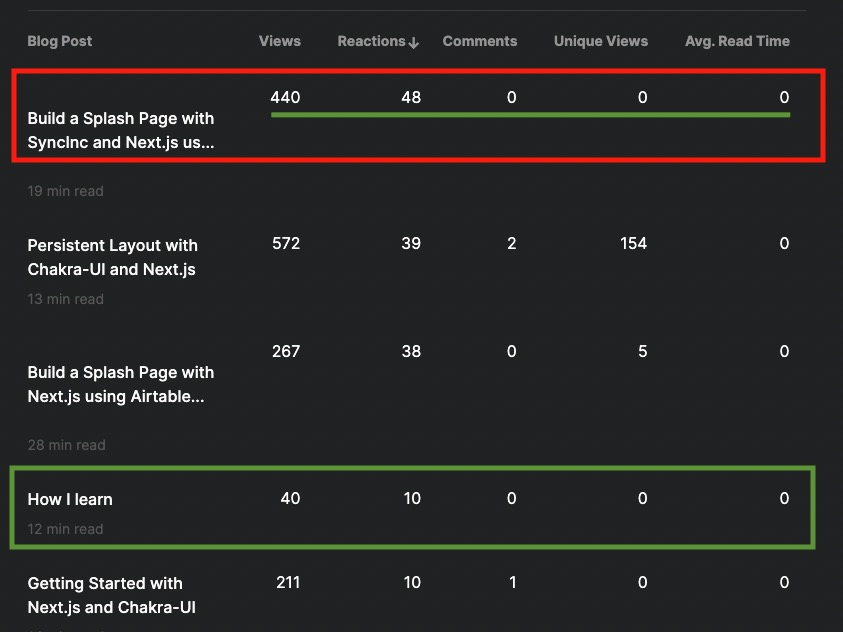 Blog Post Views Reactions↓ Comments Unique Views Avg. Read Time
440 48 0 0 0
Build a Splash Page with
SyncInc and Next.js us...
19 min read
Persistent Layout with 572 39 2 154 0
Chakra-UI and Next.js
13 min read
267 38 0 5 0
Build a Splash Page with
Next.js using Airtable...
28 min read
How I learn 40 10 0 0 0
12 min read
Getting Started with 211 10 1 0 0
Next.js and Chakra-UI